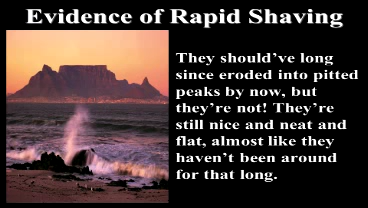 Evidence of Rapid Shaving
They should've long
since eroded into pitted
peaks by now, but
they're not! They're
still nice and neat and
flat, almost like they
haven't been around
for that long.